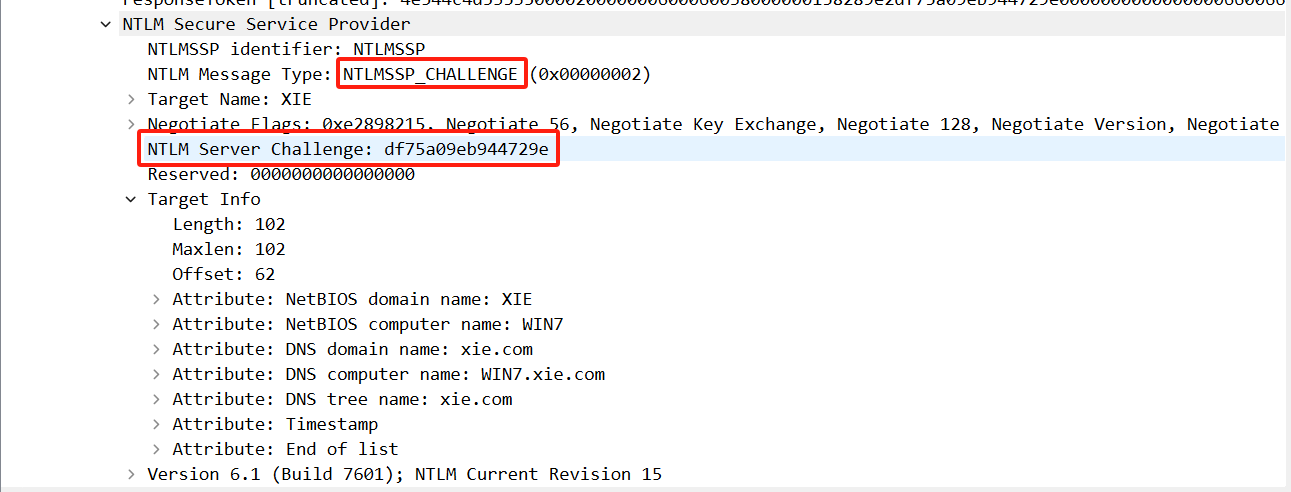 NTLM Secure Service Provider
NTLMSSP identifier: NTLMSSP
NTLM Message Type: NTLMSSP_CHALLENGE (0x00000002)
Target Name: XIE
Negotiate Flags: 0xe2898215, Negotiate 56, Negotiate Key Exchange, Negotiate 128, Negotiate Version, Negotiate
NTLM Server Challenge: df75a09eb944729e
Reserved: 0000000000000000
Target Info
Length: 102
Maxlen: 102
Offset: 62
Attribute: NetBIOS domain name: XIE
Attribute: NetBIOS computer name: WIN7
Attribute: DNS domain name: xie.com
Attribute: DNS computer name: WIN7.xie.com
Attribute: DNS tree name: xie.com
Attribute: Timestamp
Attribute: End of list
Version 6.1 (Build 7601); NTLM Current Revision 15